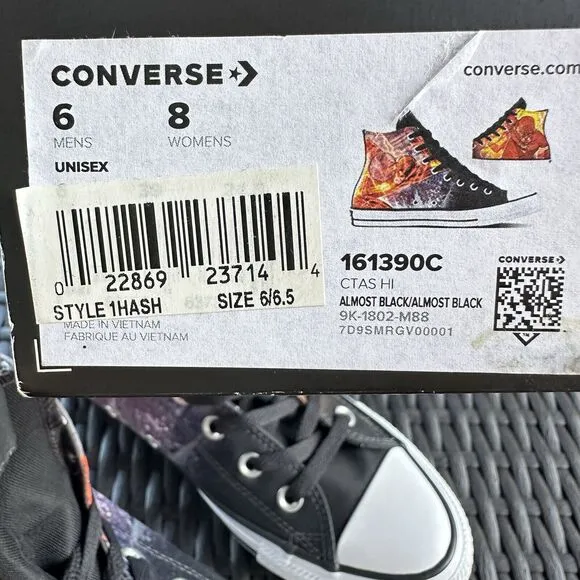 CONVERSE
converse.com
6 8
MENS WOMENS
UNISEX
0 22869 23714 4
STYLE 1HASH SIZE 6/6.5
MADE IN VIETNAM
FABRIQUE AU VIETNAM
161390C
CTAS HI
ALMOST BLACK/ALMOST BLACK
9K-1802-M88
7D9SMRGV00001
CONVERSE